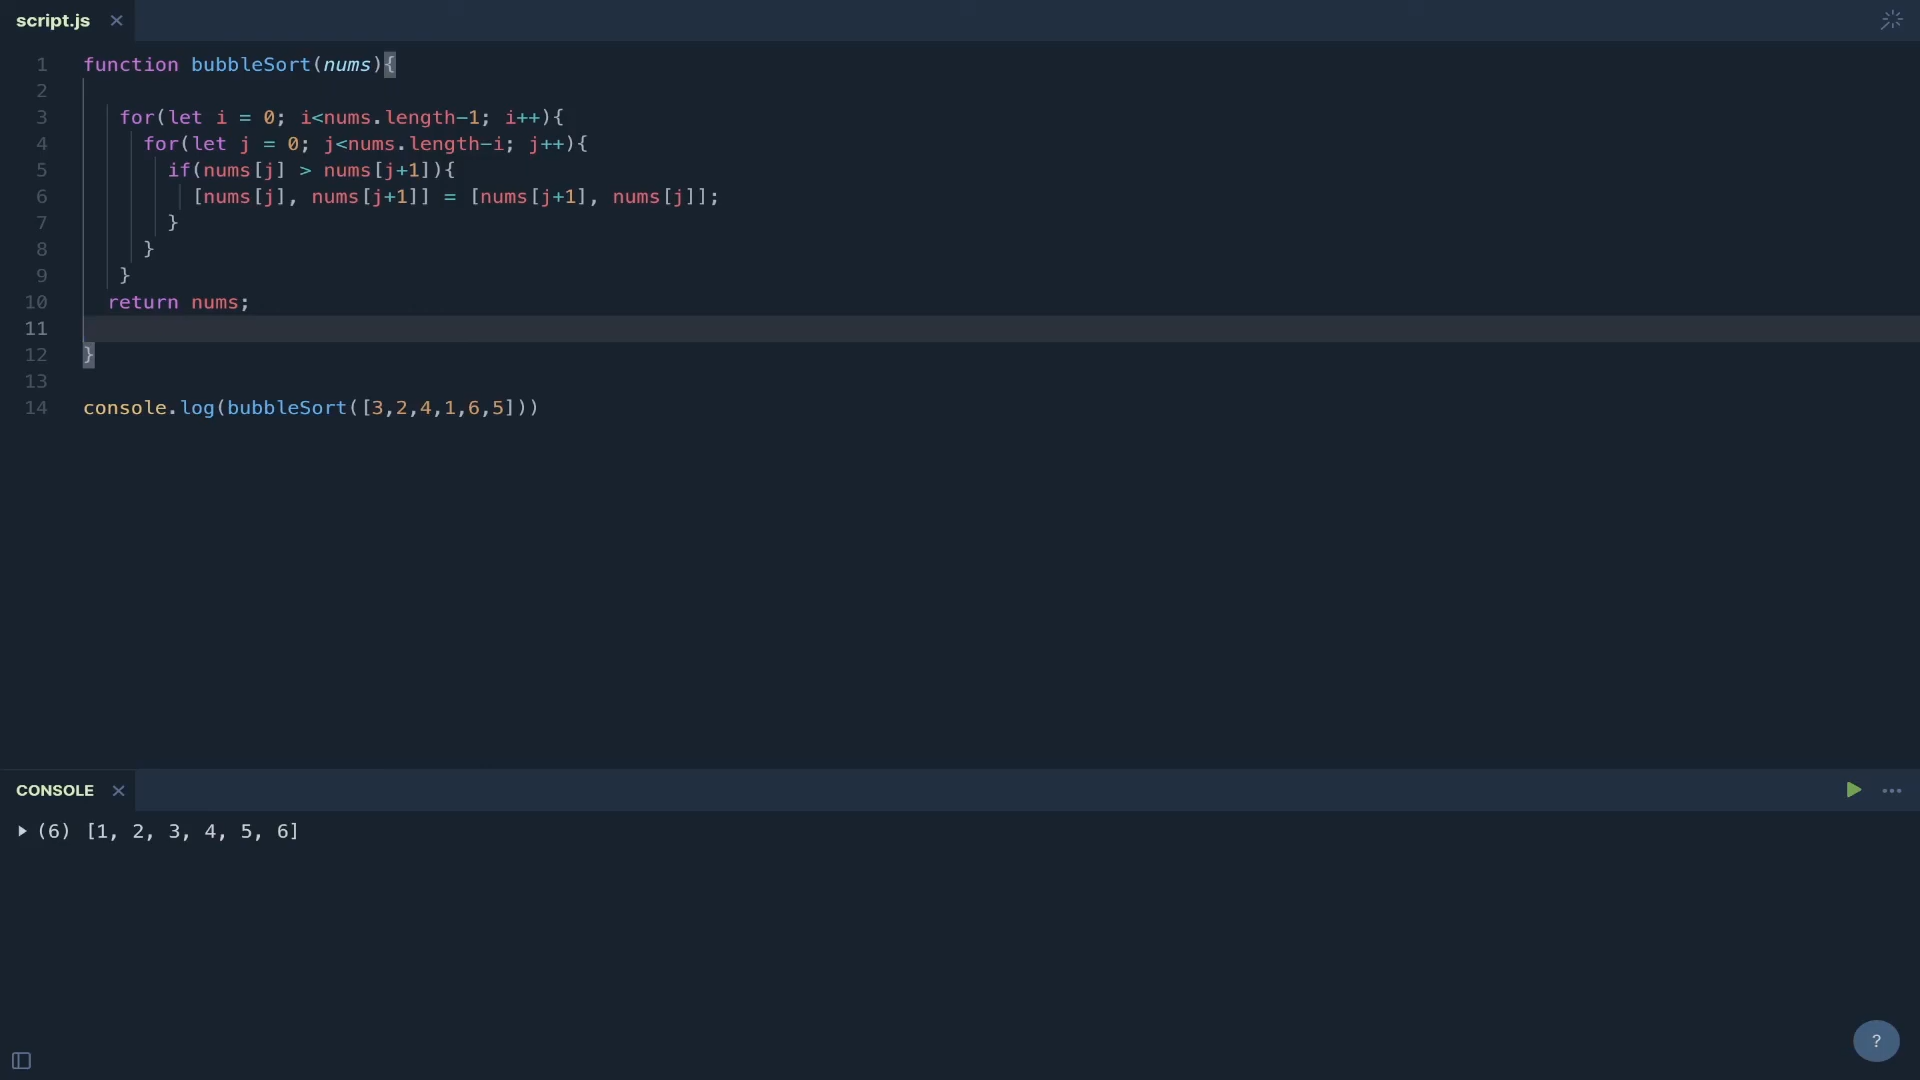 script.js
1 function bubbleSort(nums){
2
3 for(let i = 0; i<nums.length-1; i++){
4 for(let j = 0; j<nums.length-i; j++){
5 if(nums[j] > nums[j+1]){
6 [nums[j], nums[j+1]] = [nums[j+1], nums[j]];
7 }
8 }
9 }
10 return nums;
11
12 }
13
14 console.log(bubbleSort([3,2,4,1,6,5]))
CONSOLE
(6) [1, 2, 3, 4, 5, 6]
?